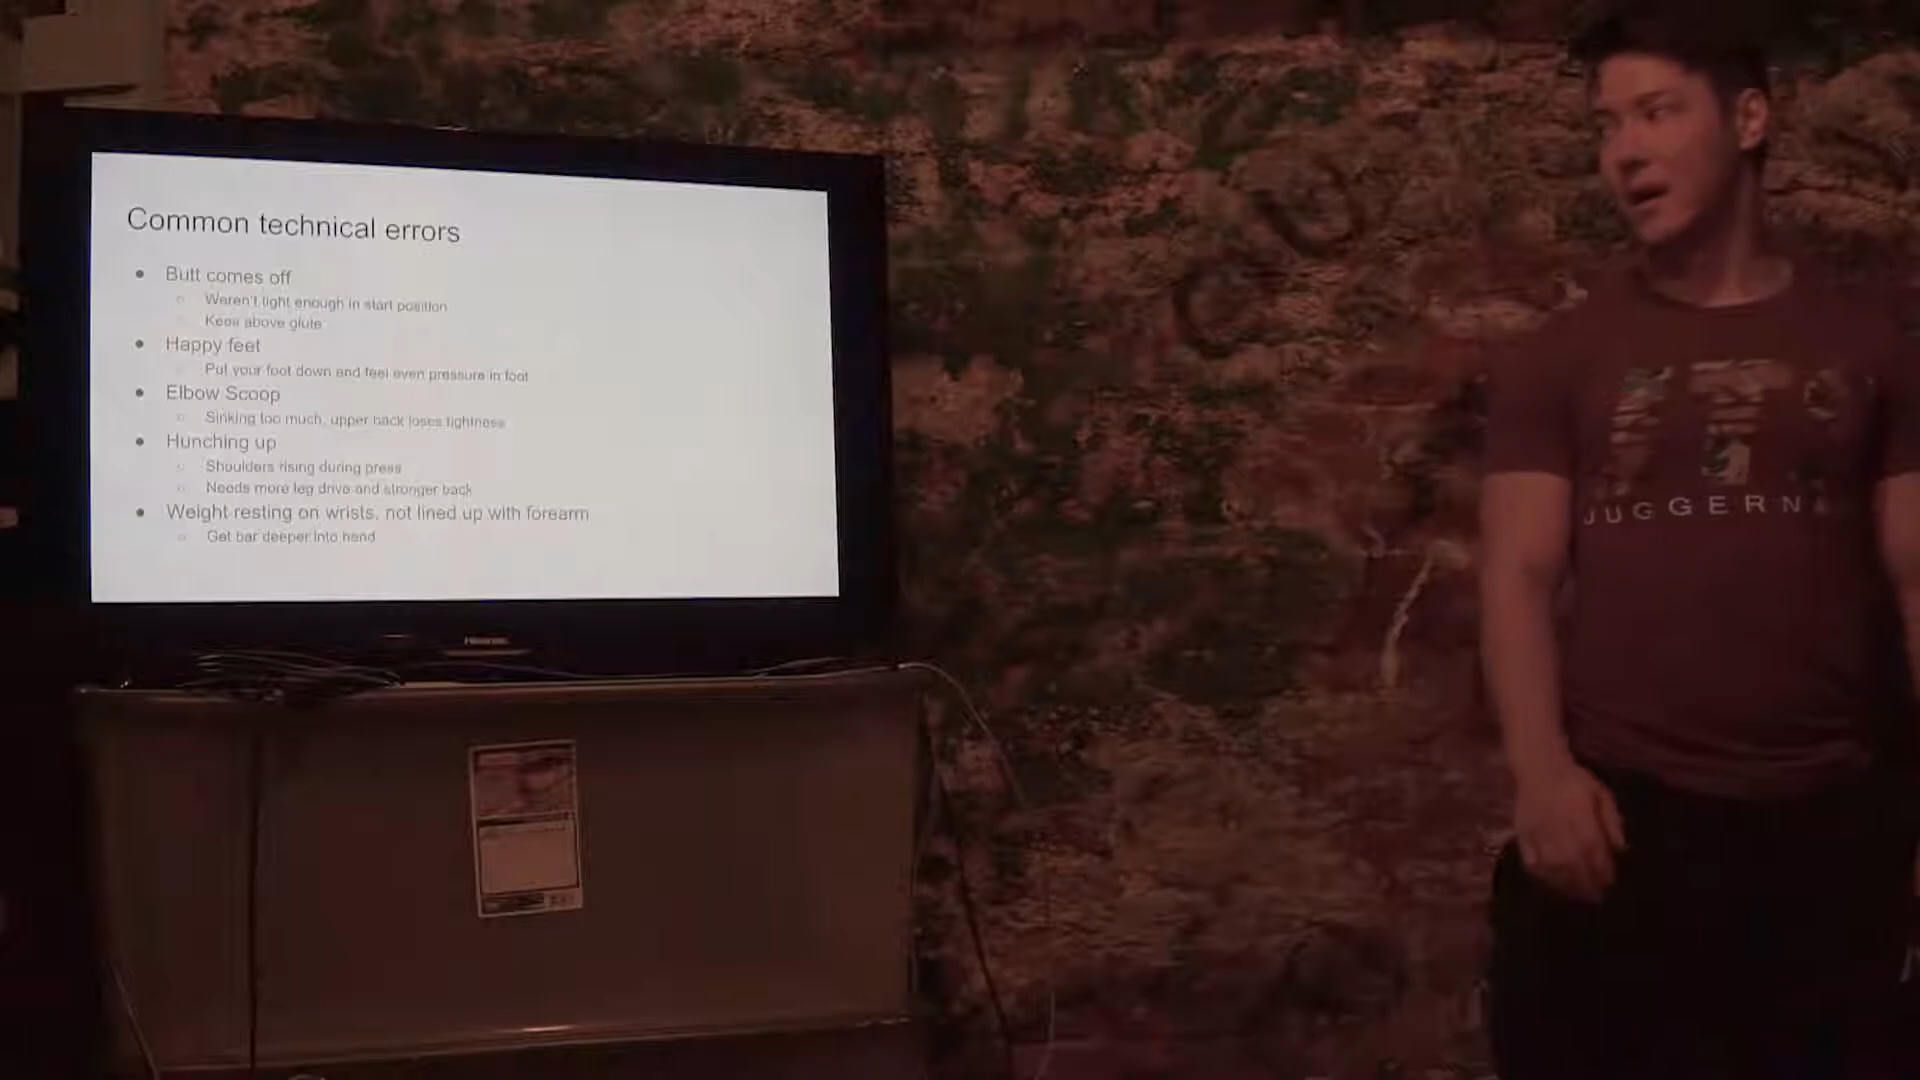 Common technical errors
Butt comes off
Weren't tight enough in start position
above glute
Happy feet
Put your foot down and feel even pressure in foot
Elbow Scoop
Sinking too much, upper back loses tightness
Hunching up
Shoulders rising during press
Needs more leg drive and stronger back
Weight resting on wrists, not lined up with forearm
Get bar deeper into hand
Hisense
JTS
JUGGERN